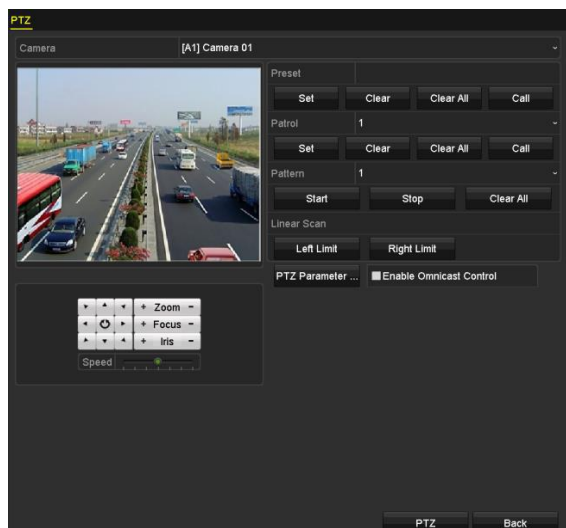 PTZ
Camera [A1] Camera 01
Preset
Set Clear Clear All Call
Patrol 1
Set Clear Clear All Call
Pattern 1
Start Stop Clear All
Linear Scan
Left Limit Right Limit
PTZ Parameter ... Enable Omnicast Control
+ Zoom -
+ Focus -
+ Iris -
Speed
PTZ Back